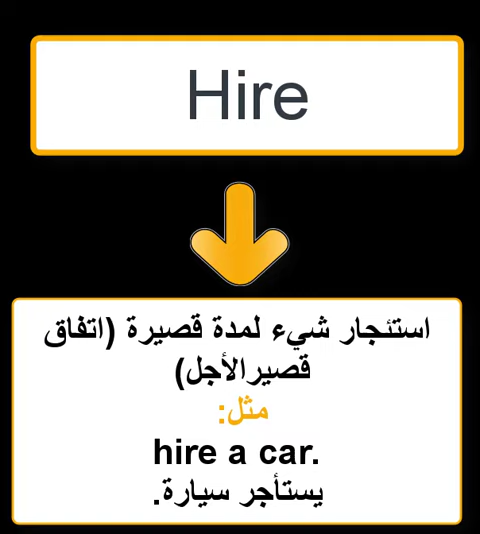 Hire
استئجار شيء لمدة قصيرة (اتفاق
قصيرالأجل)
مثل:
hire a car.
يستأجر سيارة.